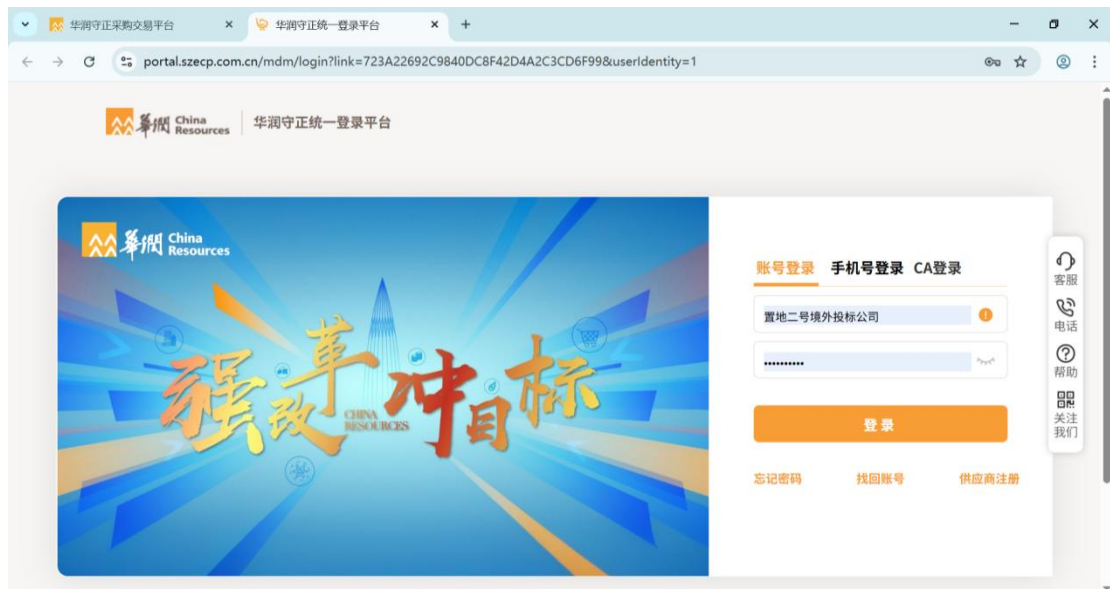 华润守正采购交易平台
华润守正统一登录平台
portal.szecp.com.cn/mdm/login?link=723A22692C9840DC8F42D4A2C3CD6F99&userIdentity=1
華潤 China Resources
华润守正统一登录平台
華潤 China Resources
强改革冲目标
CHINA
RESOURCES
账号登录 手机号登录 CA登录
置地二号境外投标公司
登录
忘记密码 找回账号 供应商注册
客服
电话
帮助
关注
我们